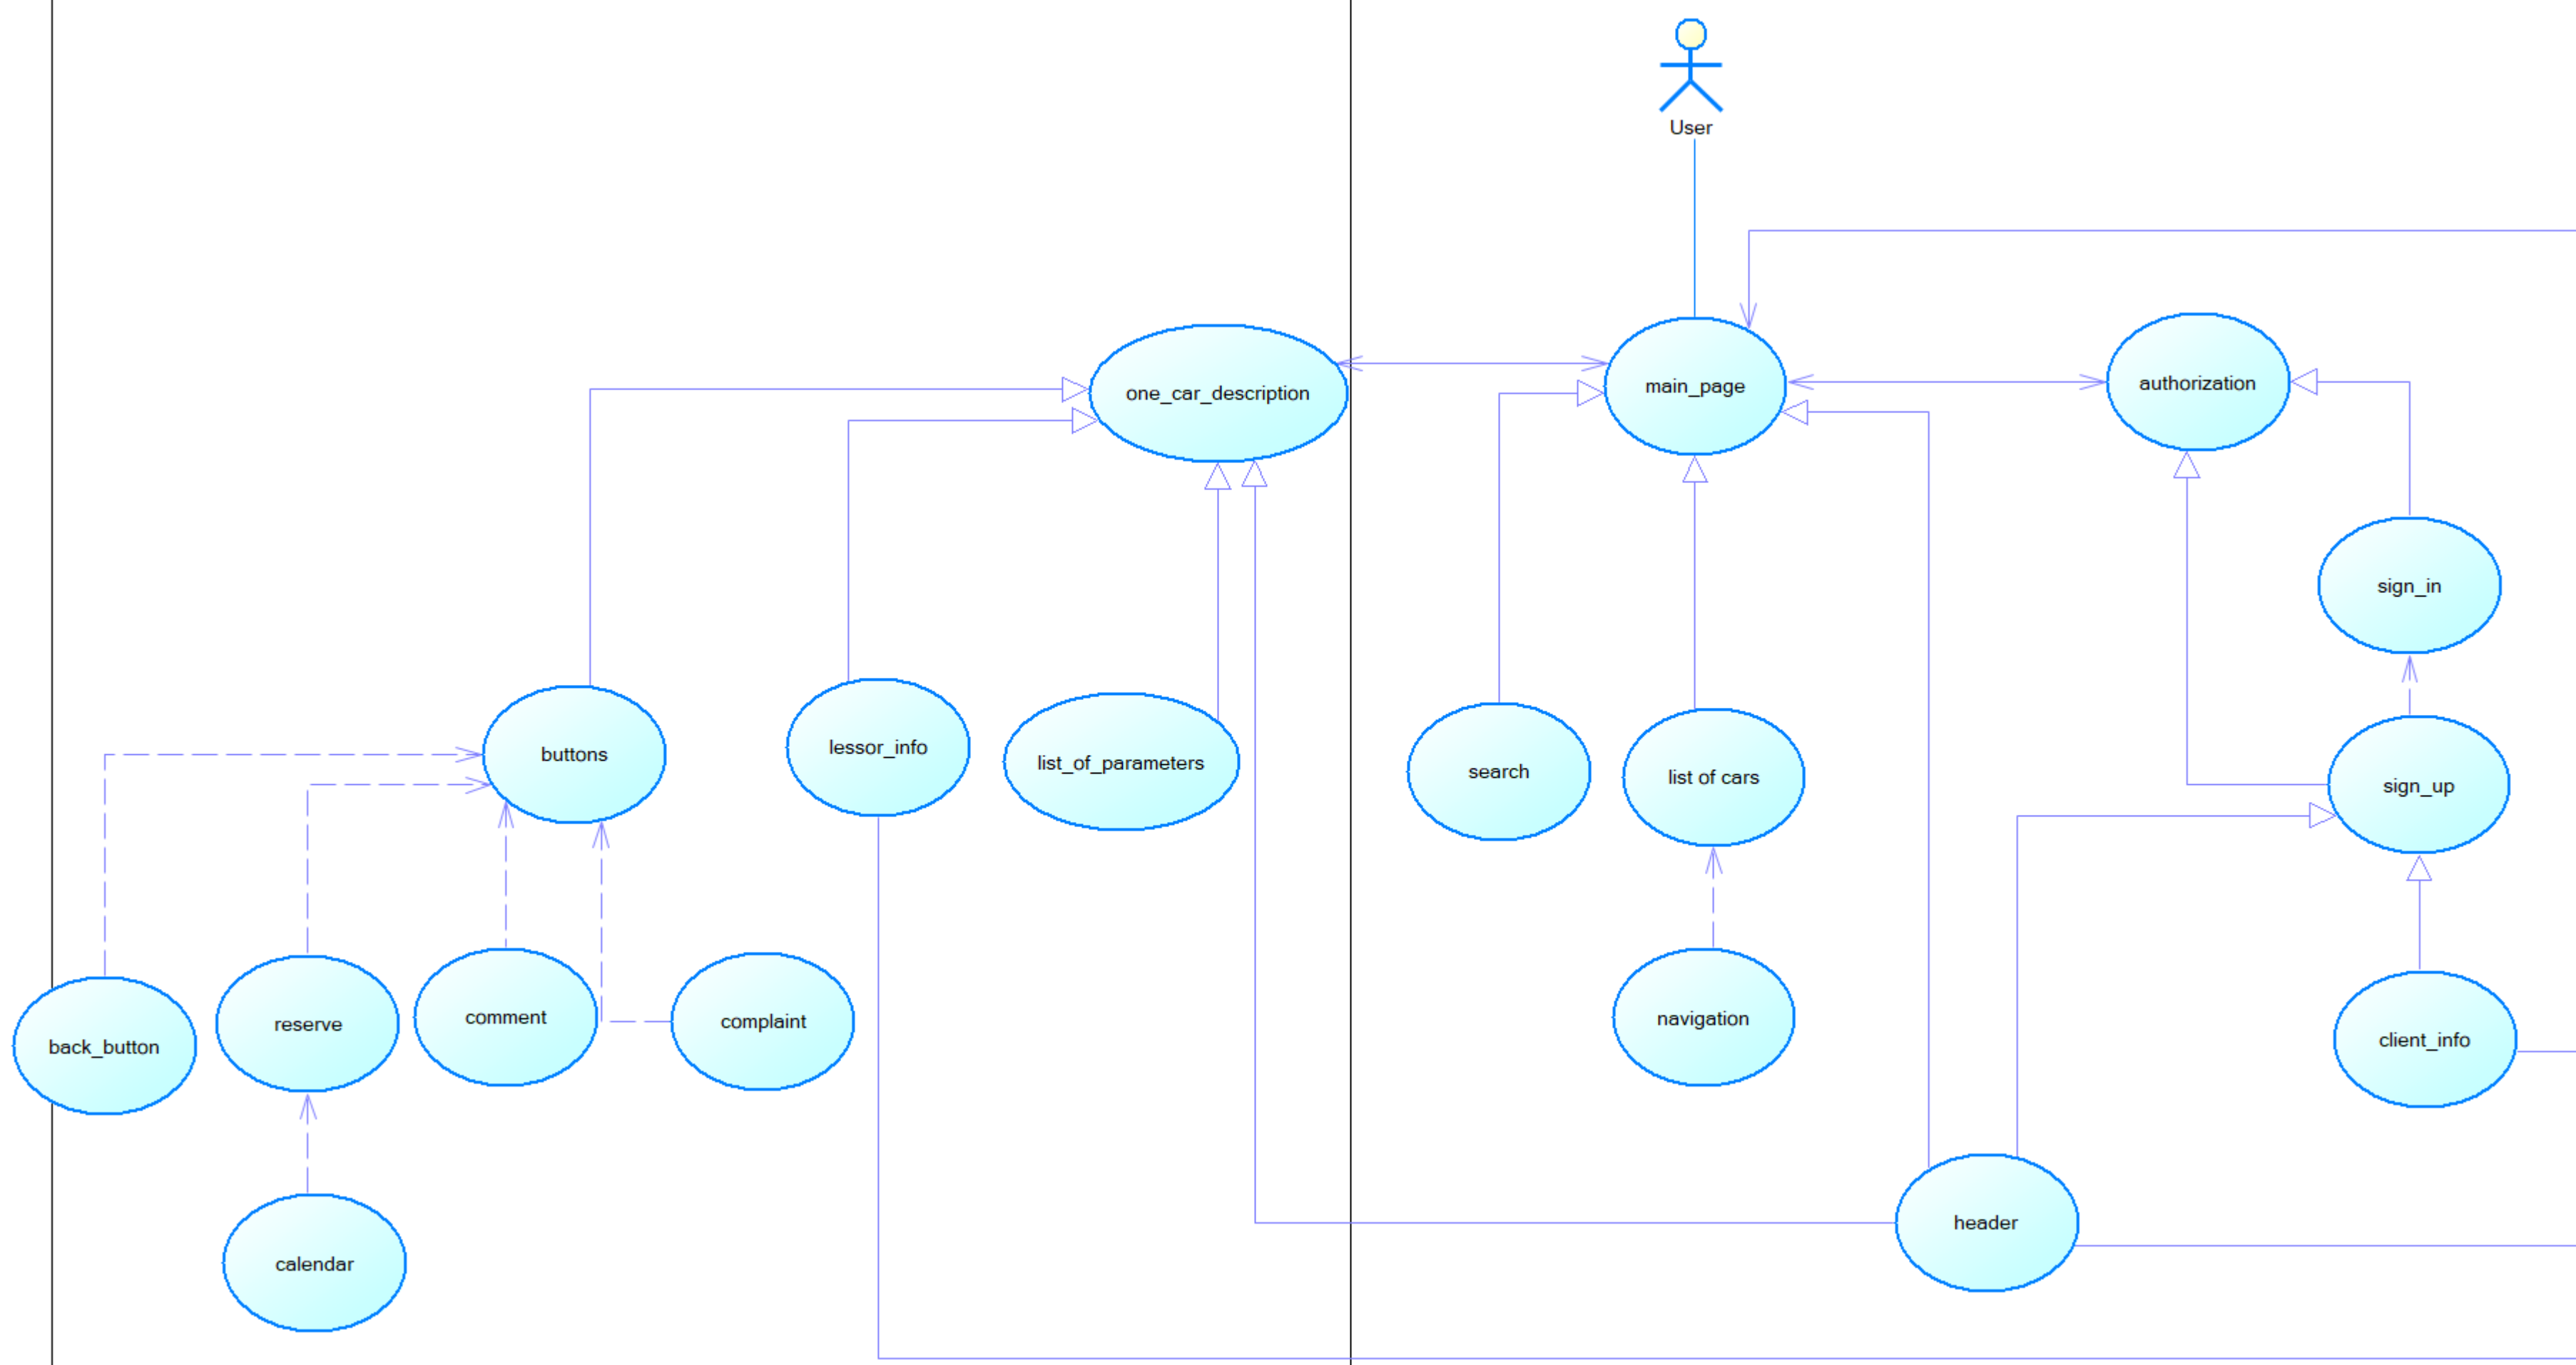 User
one_car_description
main_page
authorization
sign_in
buttons
lessor_info
list_of_parameters
search
list of cars
sign_up
back_button
reserve
comment
complaint
navigation
client_info
calendar
header